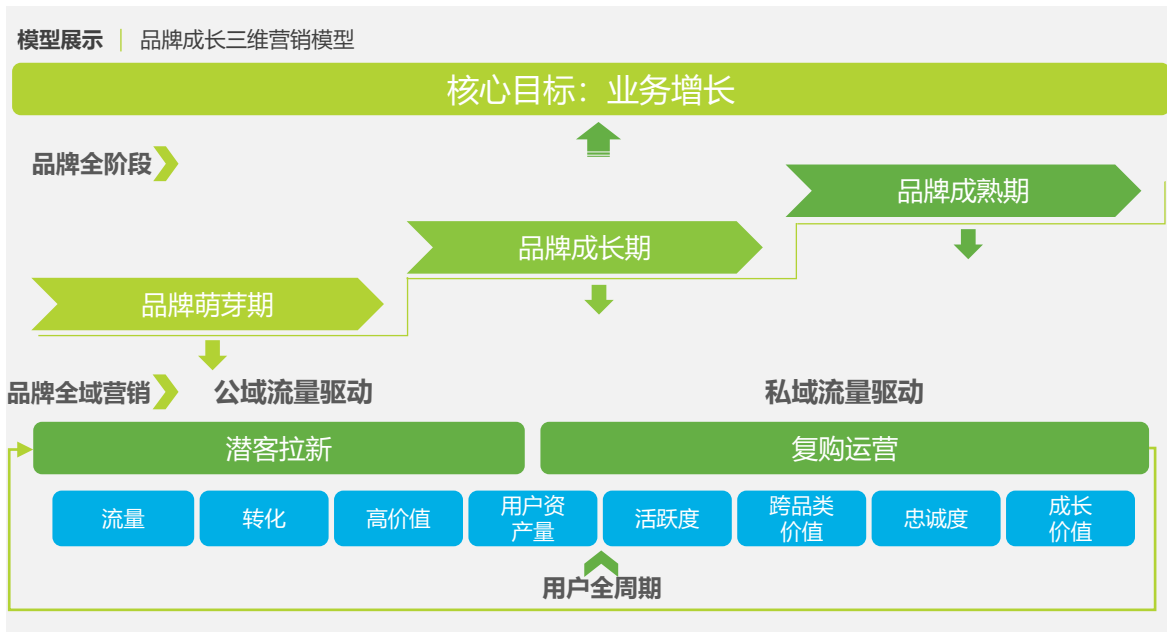 模型展示 品牌成长三维营销模型
核心目标：业务增长
品牌全阶段
品牌成熟期
品牌成长期
品牌萌芽期
品牌全域营销 公域流量驱动 私域流量驱动
潜客拉新 复购运营
流量
转化
高价值
用户资
产量
活跃度
跨品类
价值
忠诚度
成长
价值
用户全周期